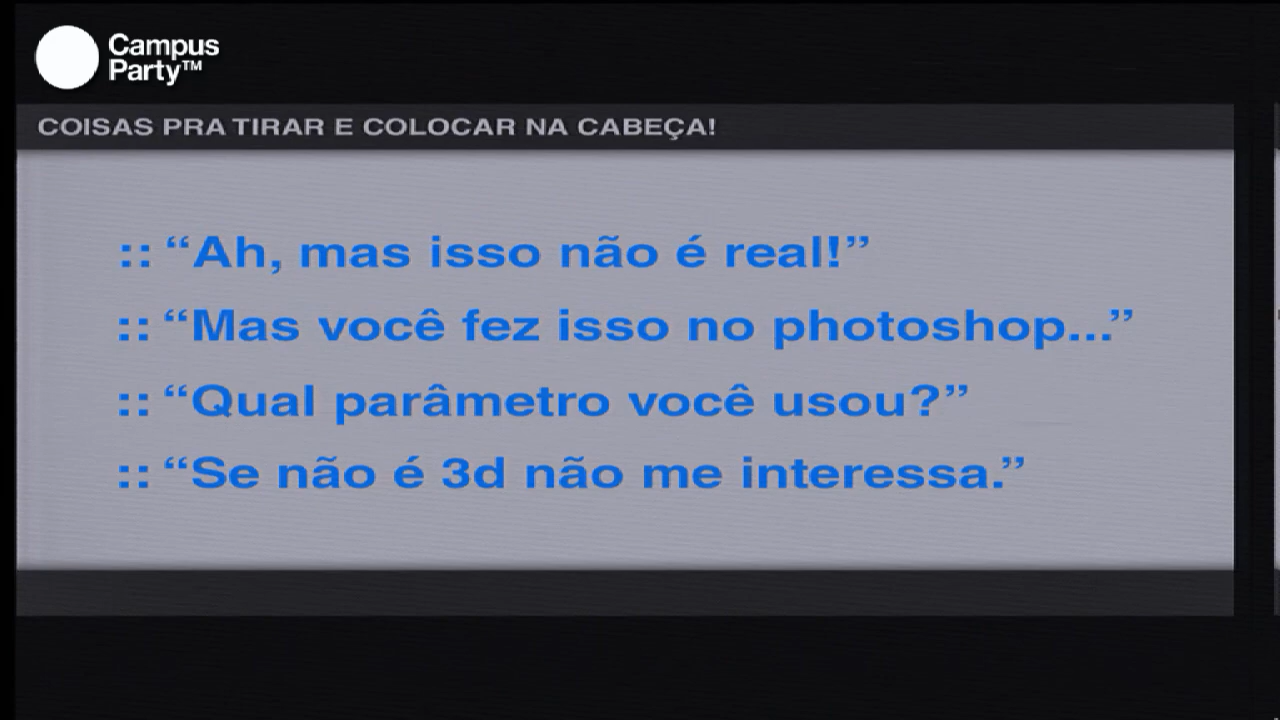 Campus
Party™
COISAS PRA TIRAR E COLOCAR NA CABEÇA!
:: “Ah, mas isso não é real!”
:: “Mas você fez isso no photoshop...”
:: “Qual parâmetro você usou?”
:: “Se não é 3d não me interessa.”